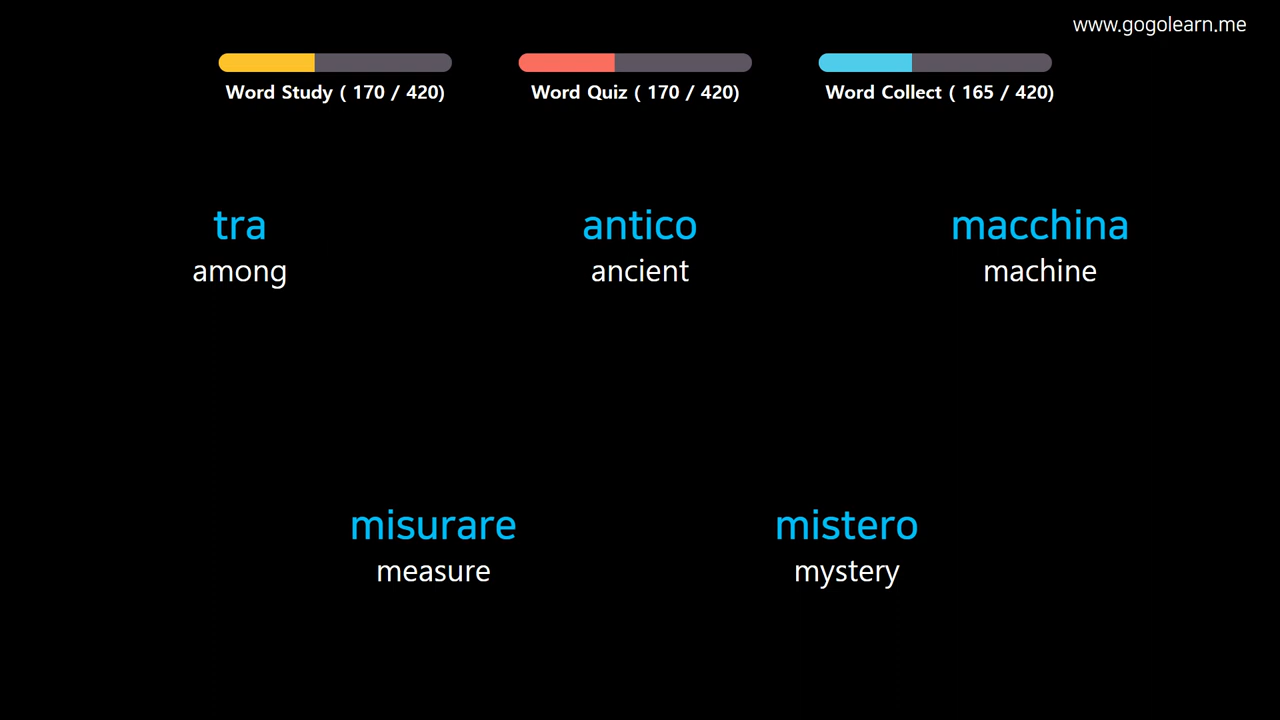 www.gogolearn.me
Word Study ( 170 / 420)
Word Quiz ( 170 / 420)
Word Collect ( 165 / 420)
tra
among
antico
ancient
macchina
machine
misurare
measure
mistero
mystery